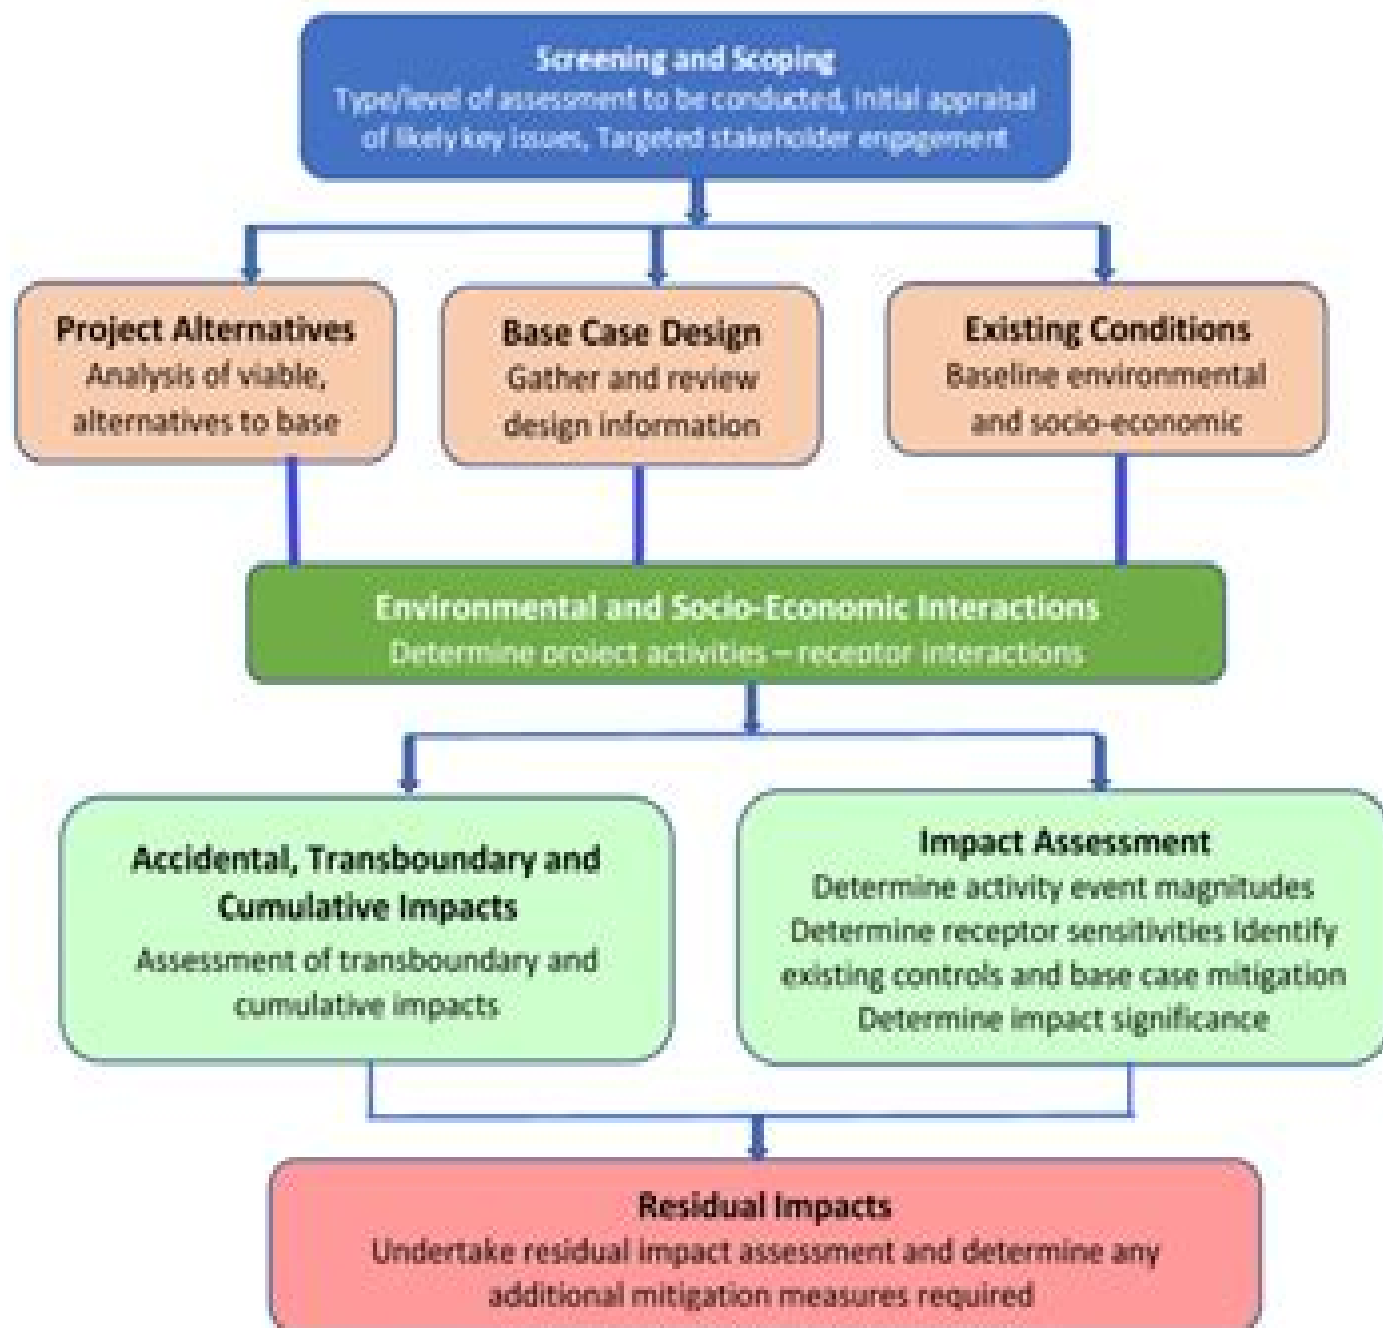 Screening and Scoping
Type/level of assessment to be conducted, Initial appraisal
of likely key issues, Targeted stakeholder engagement
Project Alternatives
Analysis of viable,
alternatives to base
Base Case Design
Gather and review
design information
Existing Conditions
Baseline environmental
and socio-economic
Environmental and Socio-Economic Interactions
Determine project activities – receptor interactions
Accidental, Transboundary and
Cumulative Impacts
Assessment of transboundary and
cumulative impacts
Impact Assessment
Determine activity event magnitudes
Determine receptor sensitivities Identify
existing controls and base case mitigation
Determine impact significance
Residual Impacts
Undertake residual impact assessment and determine any
additional mitigation measures required